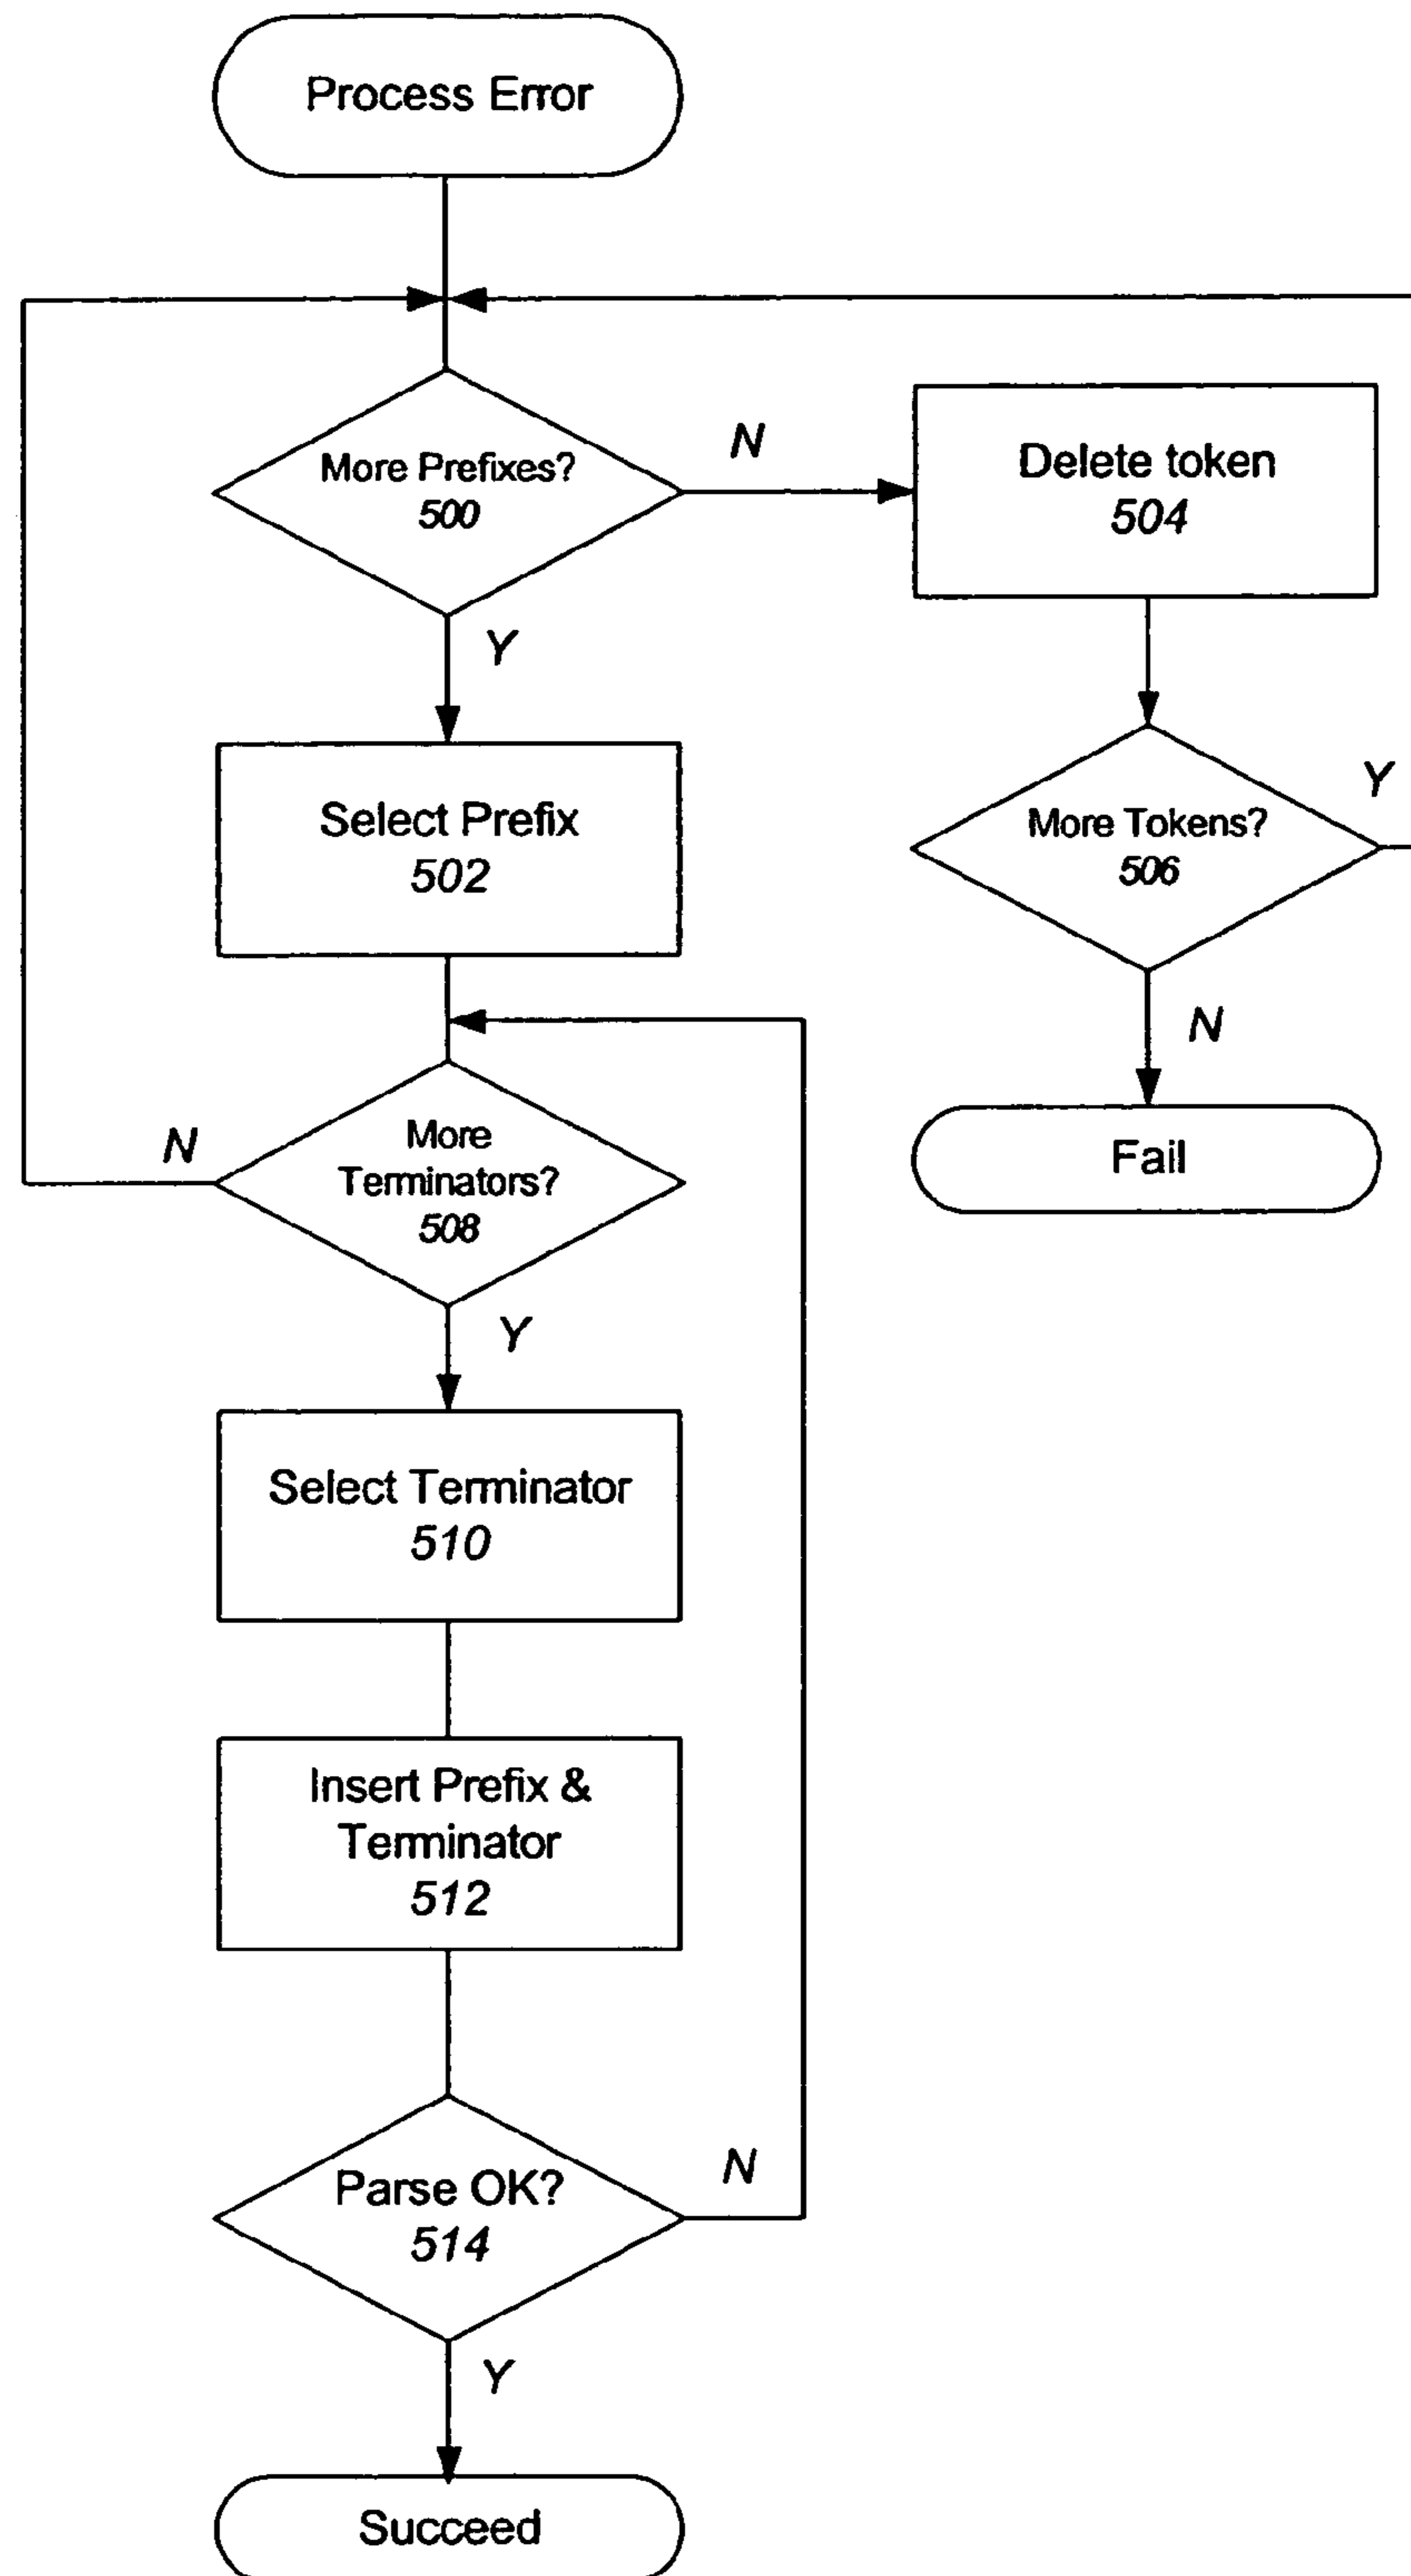 Process Error
More Prefixes?
500
N
Delete token
504
Y
Select Prefix
502
More Tokens?
506
Y
N
Fail
More
Terminators?
508
N
Y
Select Terminator
510
Insert Prefix &
Terminator
512
Parse OK?
514
N
Y
Succeed